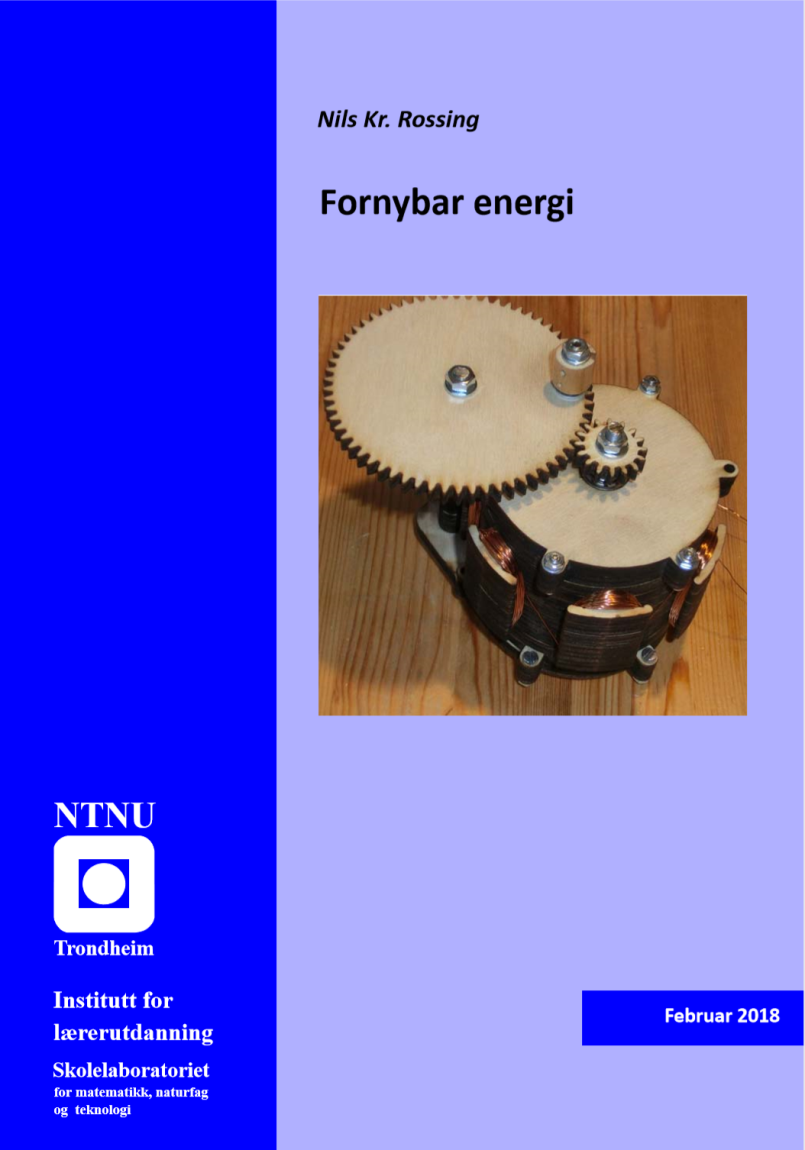 Nils Kr. Rossing
Fornybar energi
NTNU
Trondheim
Institutt for
lærerutdanning
Skolelaboratoriet
for matematikk, naturfag
og teknologi
Februar 2018